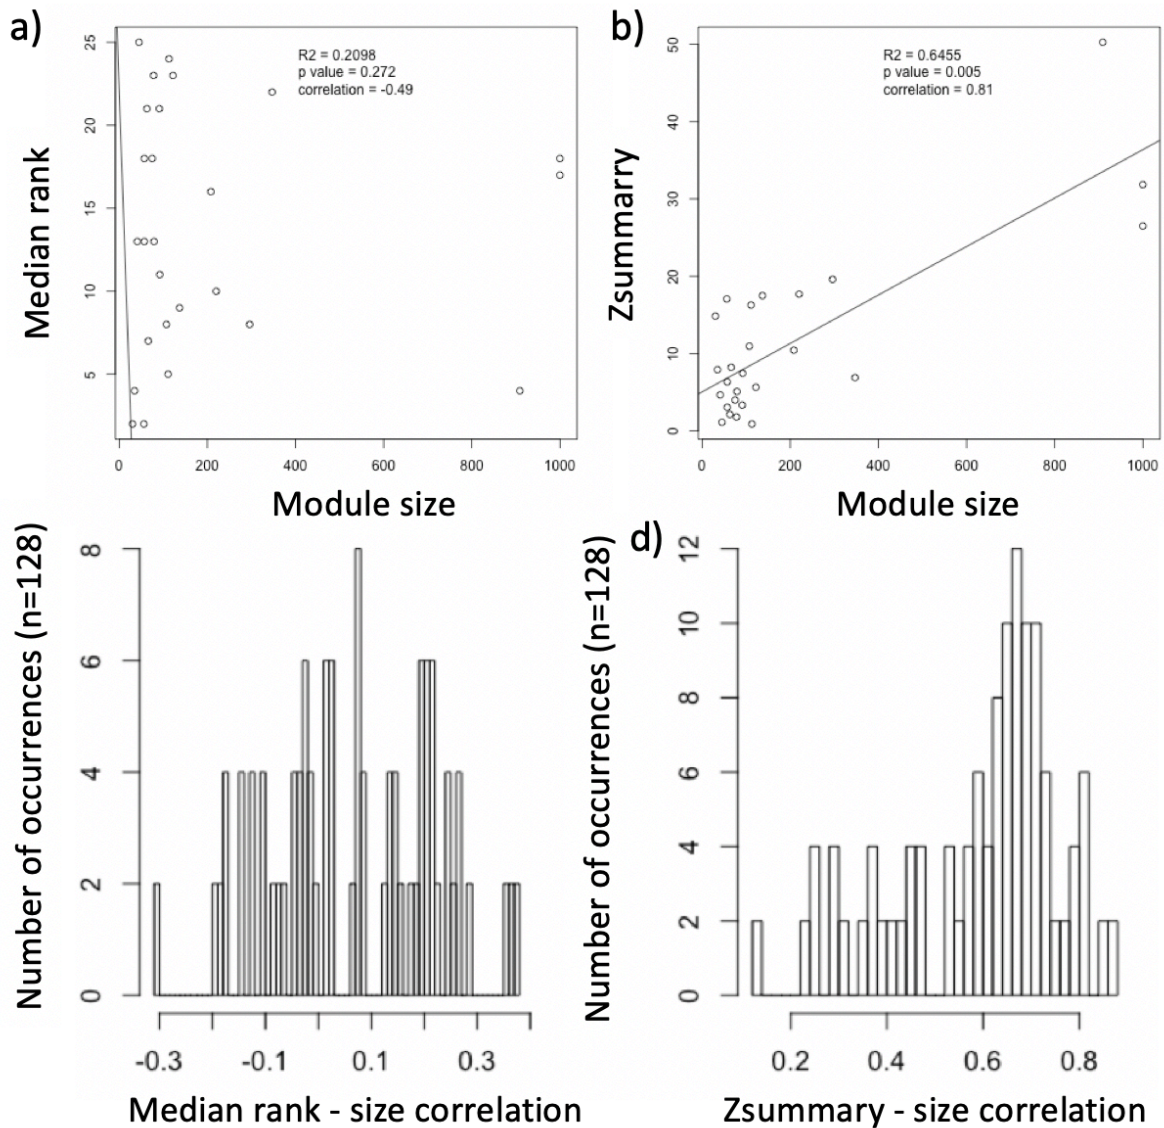 a)
R2 = 0.2098
p value = 0.272
correlation = -0.49
Median rank
25
20
15
10
5
0 200 400 600 800 1000
Module size
b)
R2 = 0.6455
p value = 0.005
correlation = 0.81
Zsummarry
50
40
30
20
10
0
0 200 400 600 800 1000
Module size
Number of occurrences (n=128)
8
6
4
2
0
-0.3 -0.1 0.1 0.3
Median rank - size correlation
d)
Number of occurrences (n=128)
12
10
8
6
4
2
0
0.2 0.4 0.6 0.8
Zsummary - size correlation